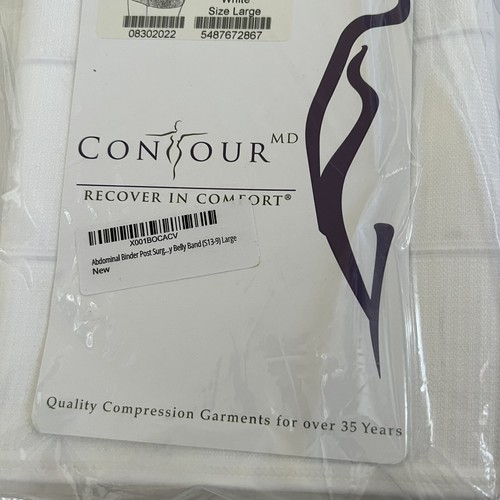 White
Size Large
08302022 5487672867
CONTOUR MD
RECOVER IN COMFORT®
X001BOCACV
Abdominal Binder Post Surg...y Belly Band (S13-9) Large
New
Quality Compression Garments for over 35 Years